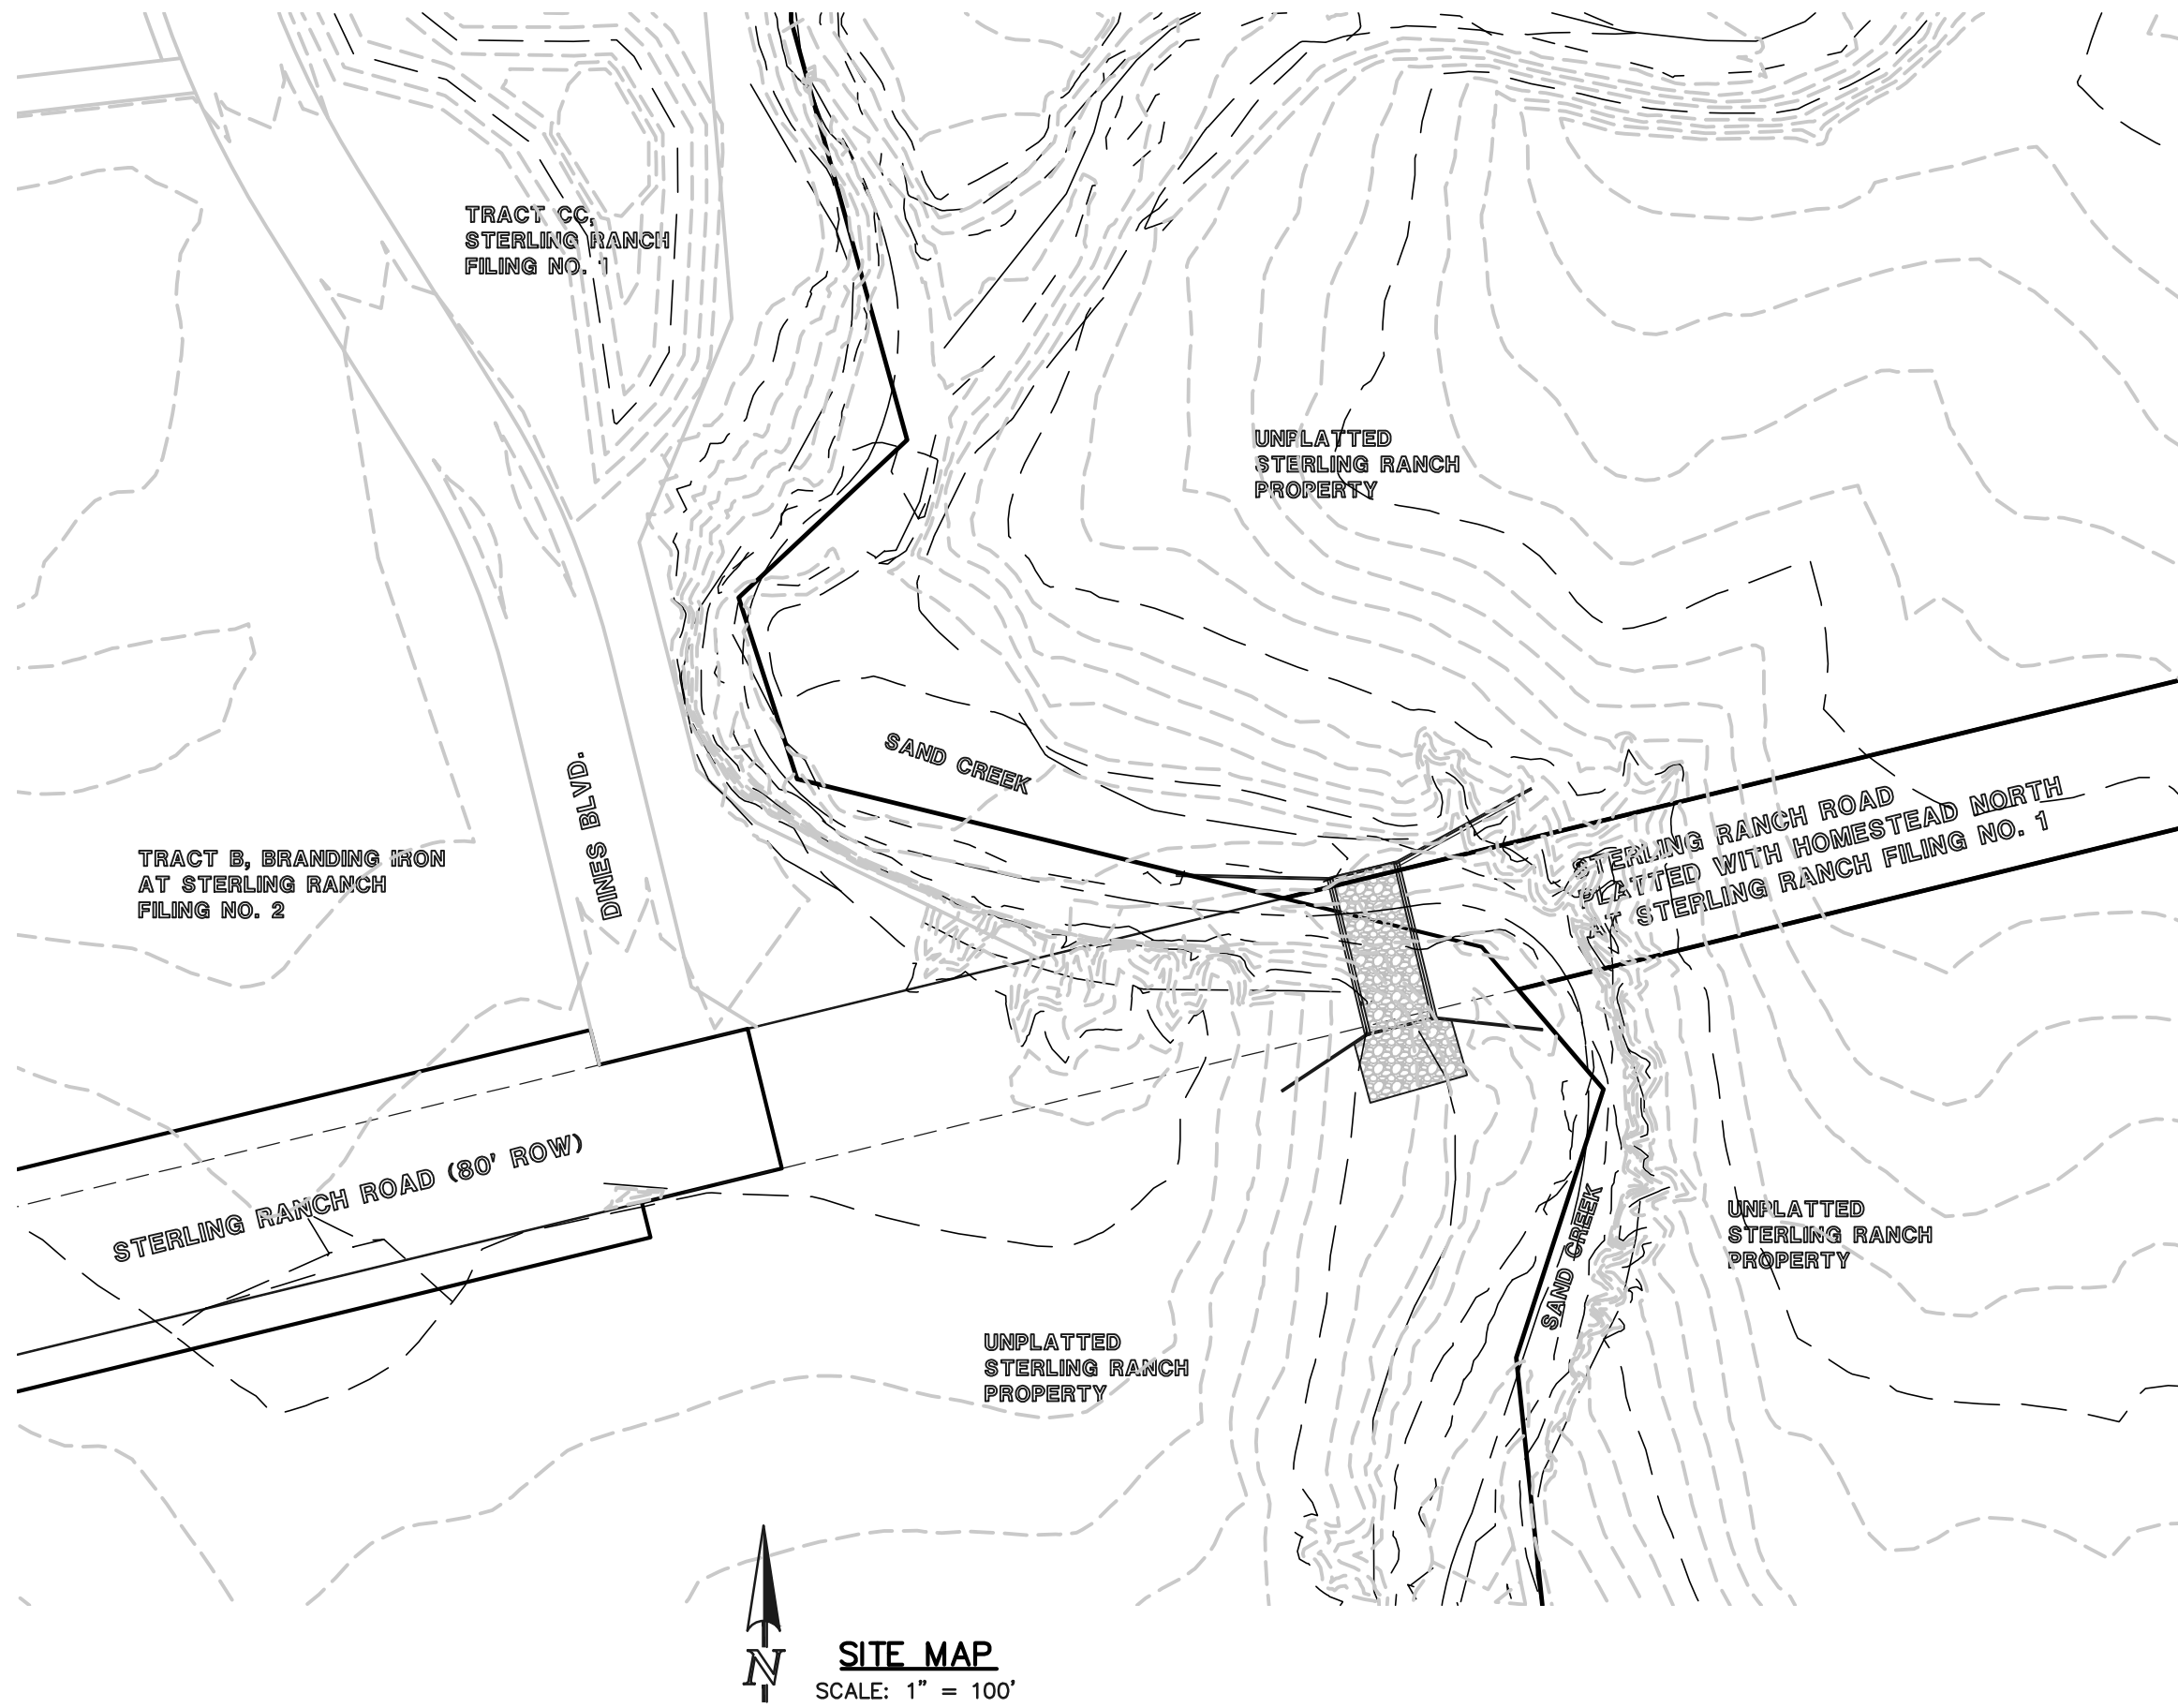 TRACT CC,
STERLING RANCH
FILING NO. 1
UNPLATTED
STERLING RANCH
PROPERTY
SAND CREEK
DINES BLVD.
STERLING RANCH ROAD
PLATTED WITH HOMESTEAD NORTH
AT STERLING RANCH FILING NO. 1
TRACT B, BRANDING IRON
AT STERLING RANCH
FILING NO. 2
STERLING RANCH ROAD (80' ROW)
SAND CREEK
UNPLATTED
STERLING RANCH
PROPERTY
UNPLATTED
STERLING RANCH
PROPERTY
N
SITE MAP
SCALE: 1" = 100'